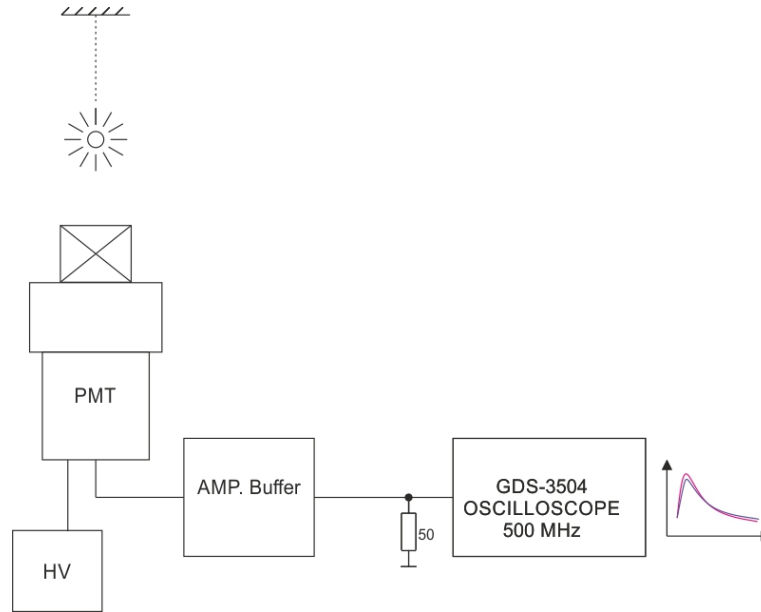 PMT
AMP. Buffer
GDS-3504
OSCILLOSCOPE
500 MHz
50
HV